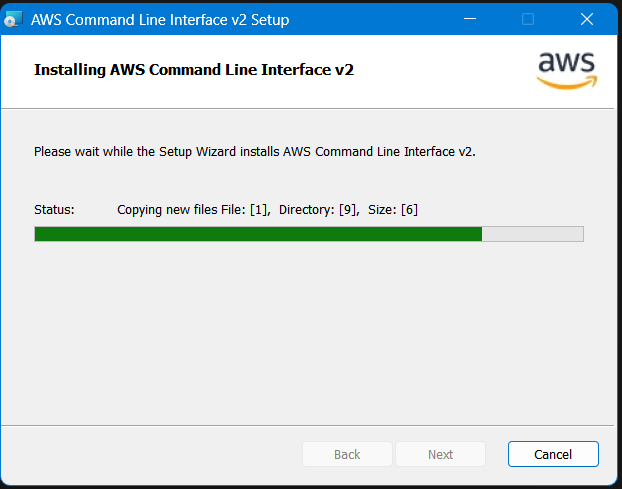 AWS Command Line Interface v2 Setup
Installing AWS Command Line Interface v2
aws
Please wait while the Setup Wizard installs AWS Command Line Interface v2.
Status: Copying new files File: [1], Directory: [9], Size: [6]
Back Next Cancel